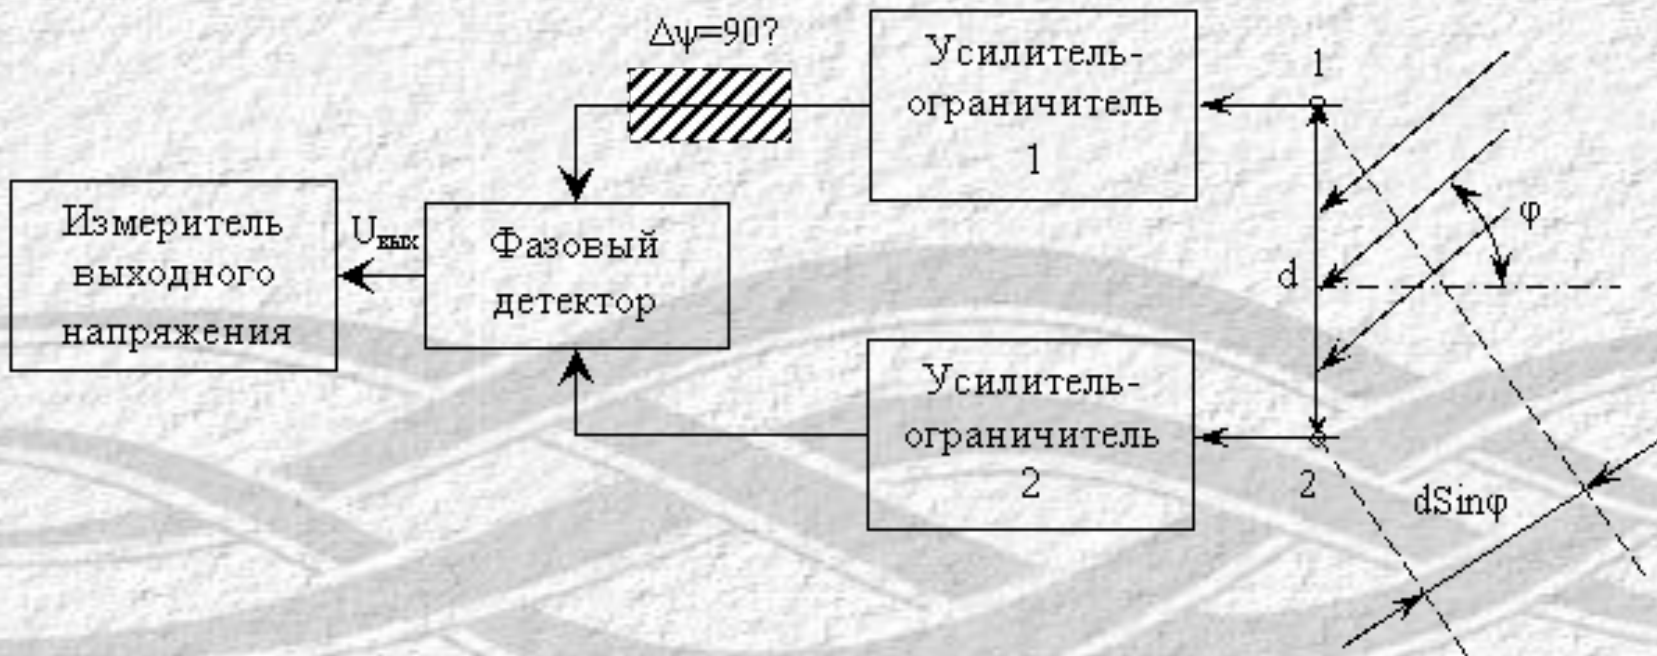 Δψ=90?
Усилитель-
ограничитель
1
1
φ
Измеритель
выходного
напряжения
Uвых
Фазовый
детектор
d
Усилитель-
ограничитель
2
2
dSinφ